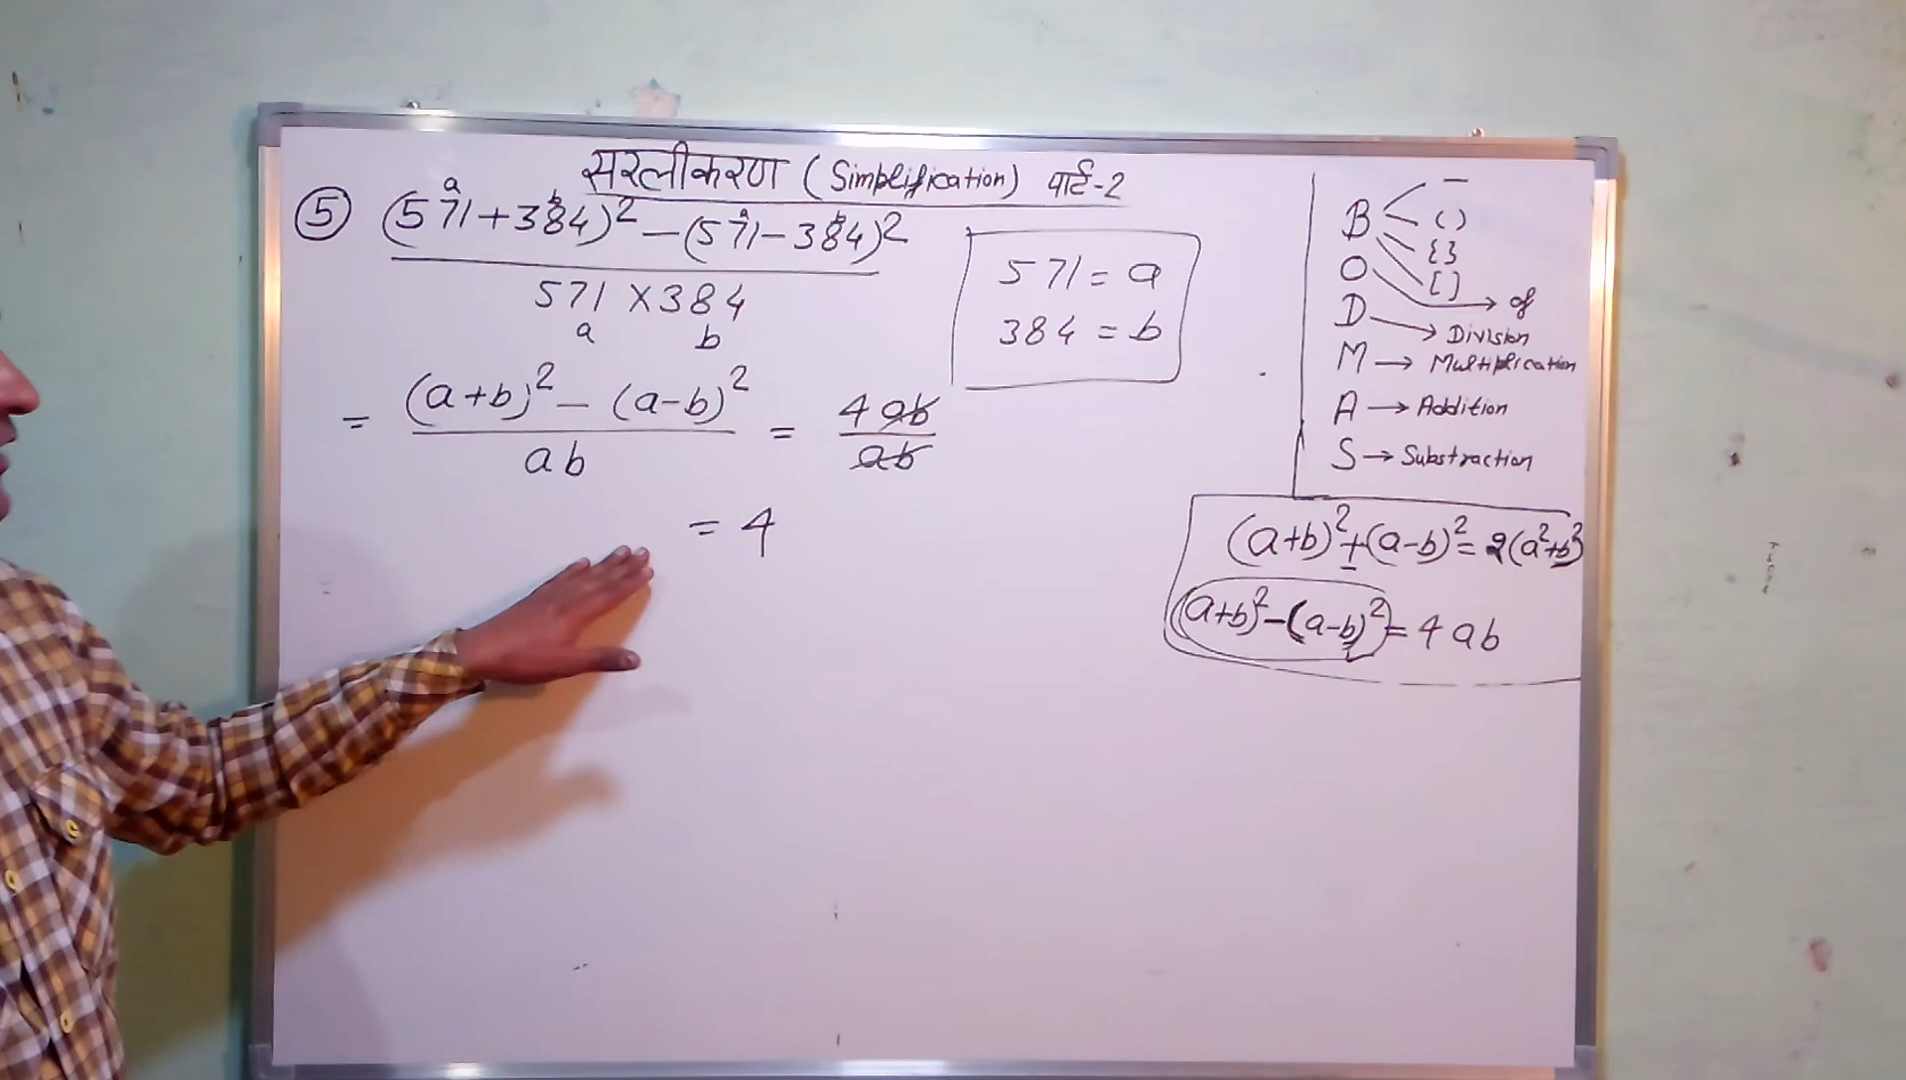 सरलीकरण (Simplification) पार्ट-2
⑤ (571+384)² – (571–384)²
a b a b
571 × 384
a b
571 = a
384 = b
= (a+b)² – (a-b)²
ab
= 4ab
ab
= 4
B — ( ) { } [ ]
O → of
D → Division
M → Multiplication
A → Addition
S → Substraction
(a+b)²+(a-b)²= 2(a²+b²)
(a+b)²-(a-b)²= 4ab